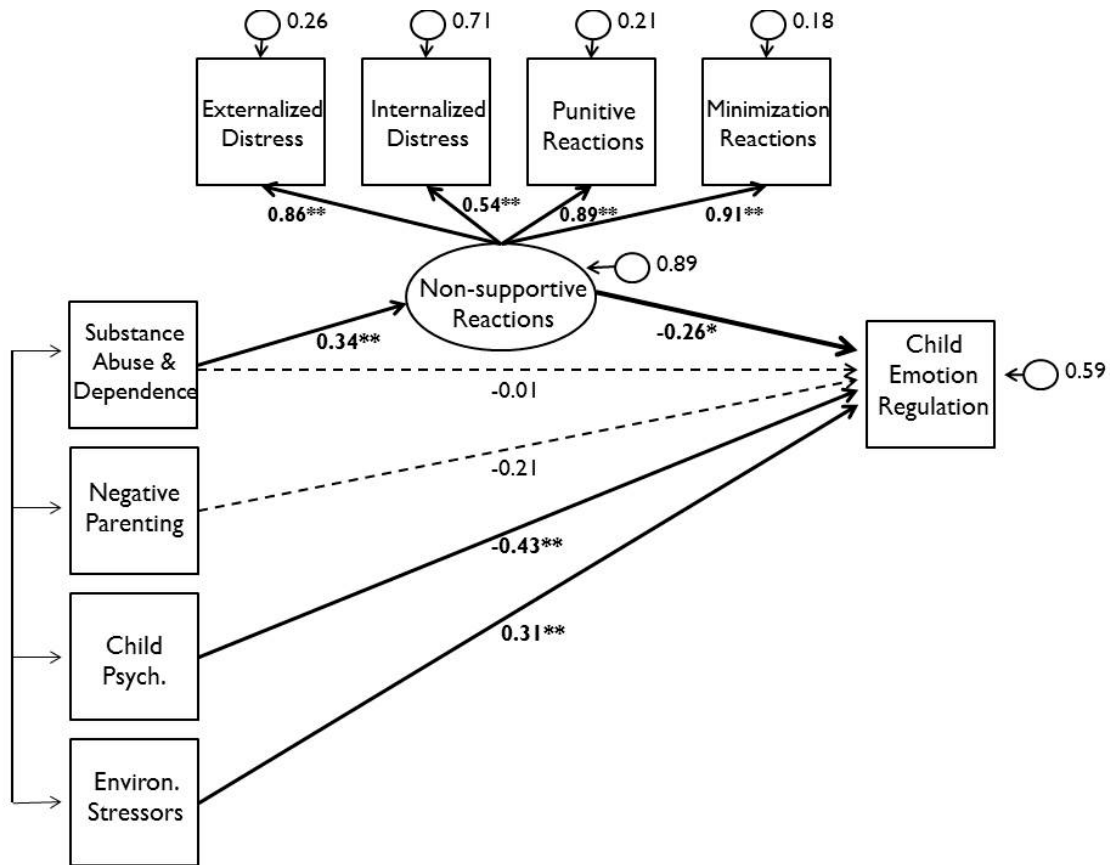 0.26
0.71
0.21
0.18
Externalized
Distress
Internalized
Distress
Punitive
Reactions
Minimization
Reactions
0.86**
0.54**
0.89**
0.91**
Non-supportive
Reactions
0.89
Substance
Abuse &
Dependence
0.34**
-0.26*
-0.01
Child
Emotion
Regulation
0.59
Negative
Parenting
-0.21
-0.43**
Child
Psych.
0.31**
Environ.
Stressors